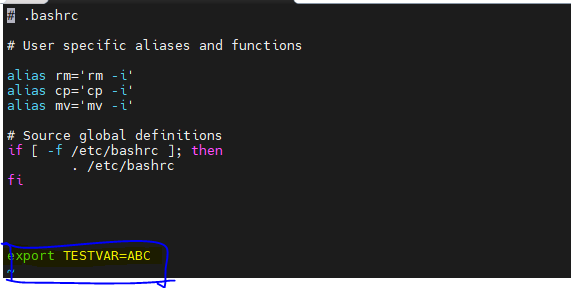 # .bashrc
# User specific aliases and functions
alias rm='rm -i'
alias cp='cp -i'
alias mv='mv -i'
# Source global definitions
if [ -f /etc/bashrc ]; then
        . /etc/bashrc
fi
export TESTVAR=ABC
~